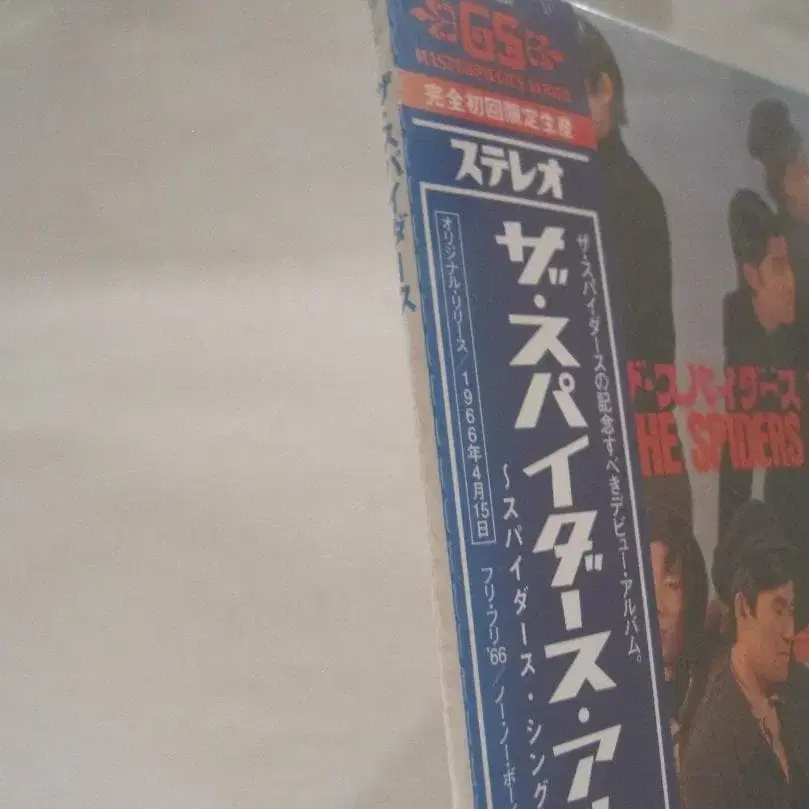 GS
MASTERPIECES SERIES
完全初回限定生産
ステレオ
ザ・スパイダースの記念すべきデビュー・アルバム。
ザ・スパイダース・ア
〜スパイダース・シング
オリジナル・リリース/1966年4月15日
フリ・フリ'66/ノー・ノー・ボー
ザ・スパイダース
ド・スパイダース
HE SPIDERS